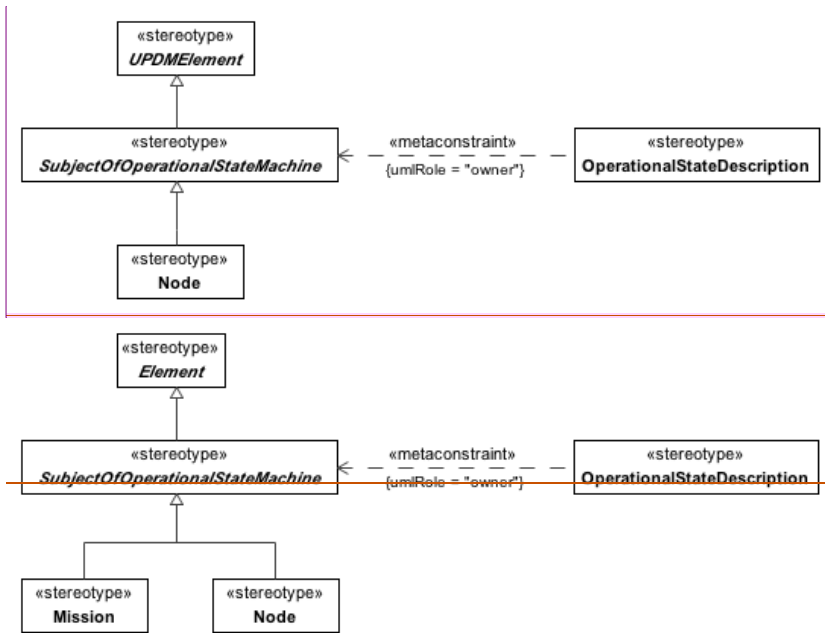 «stereotype»
UPDMElement
«stereotype»
SubjectOfOperationalStateMachine
«metaconstraint»
{umlRole = "owner"}
«stereotype»
OperationalStateDescription
«stereotype»
Node
«stereotype»
Element
«stereotype»
SubjectOfOperationalStateMachine
«metaconstraint»
{umlRole = "owner"}
«stereotype»
OperationalStateDescription
«stereotype»
Mission
«stereotype»
Node